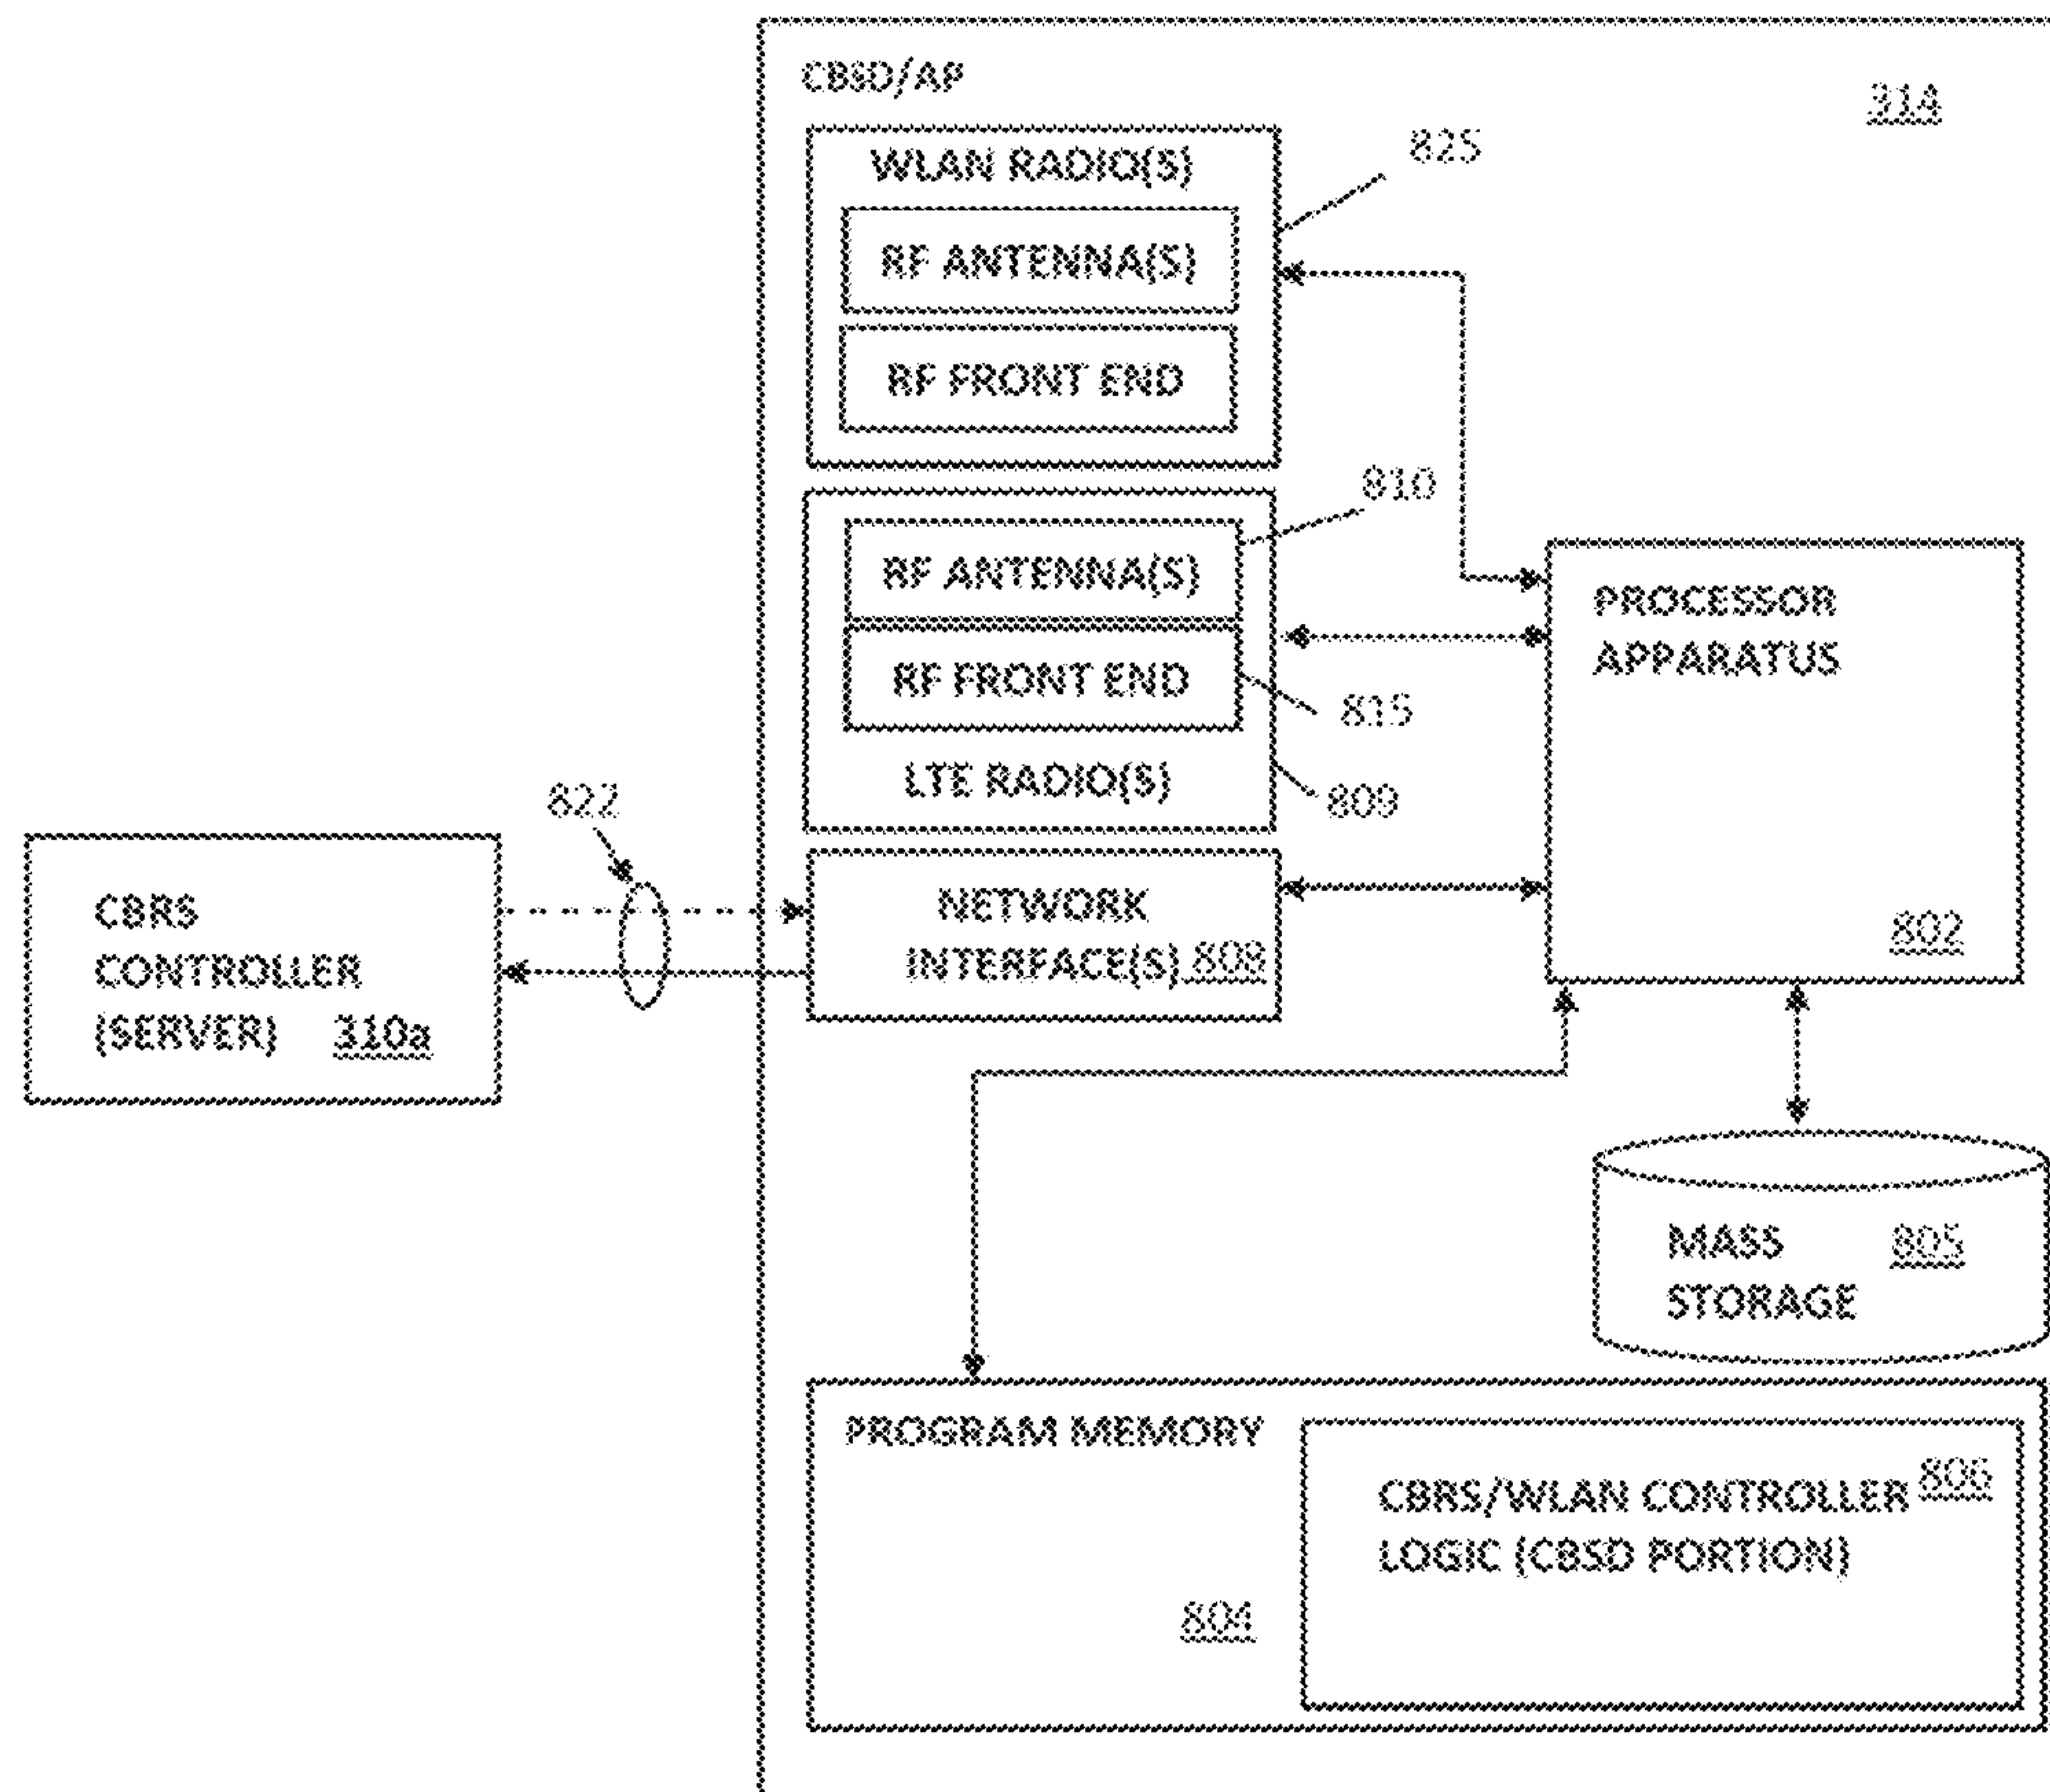 CBSD/AP
314
WLAN RADIO(S)
825
RF ANTENNA(S)
RF FRONT END
810
RF ANTENNA(S)
RF FRONT END
815
LTE RADIO(S)
809
PROCESSOR
APPARATUS
802
822
CBRS
CONTROLLER
(SERVER) 310a
NETWORK
INTERFACE(S) 808
MASS 805
STORAGE
PROGRAM MEMORY
804
CBRS/WLAN CONTROLLER 806
LOGIC (CBSD PORTION)